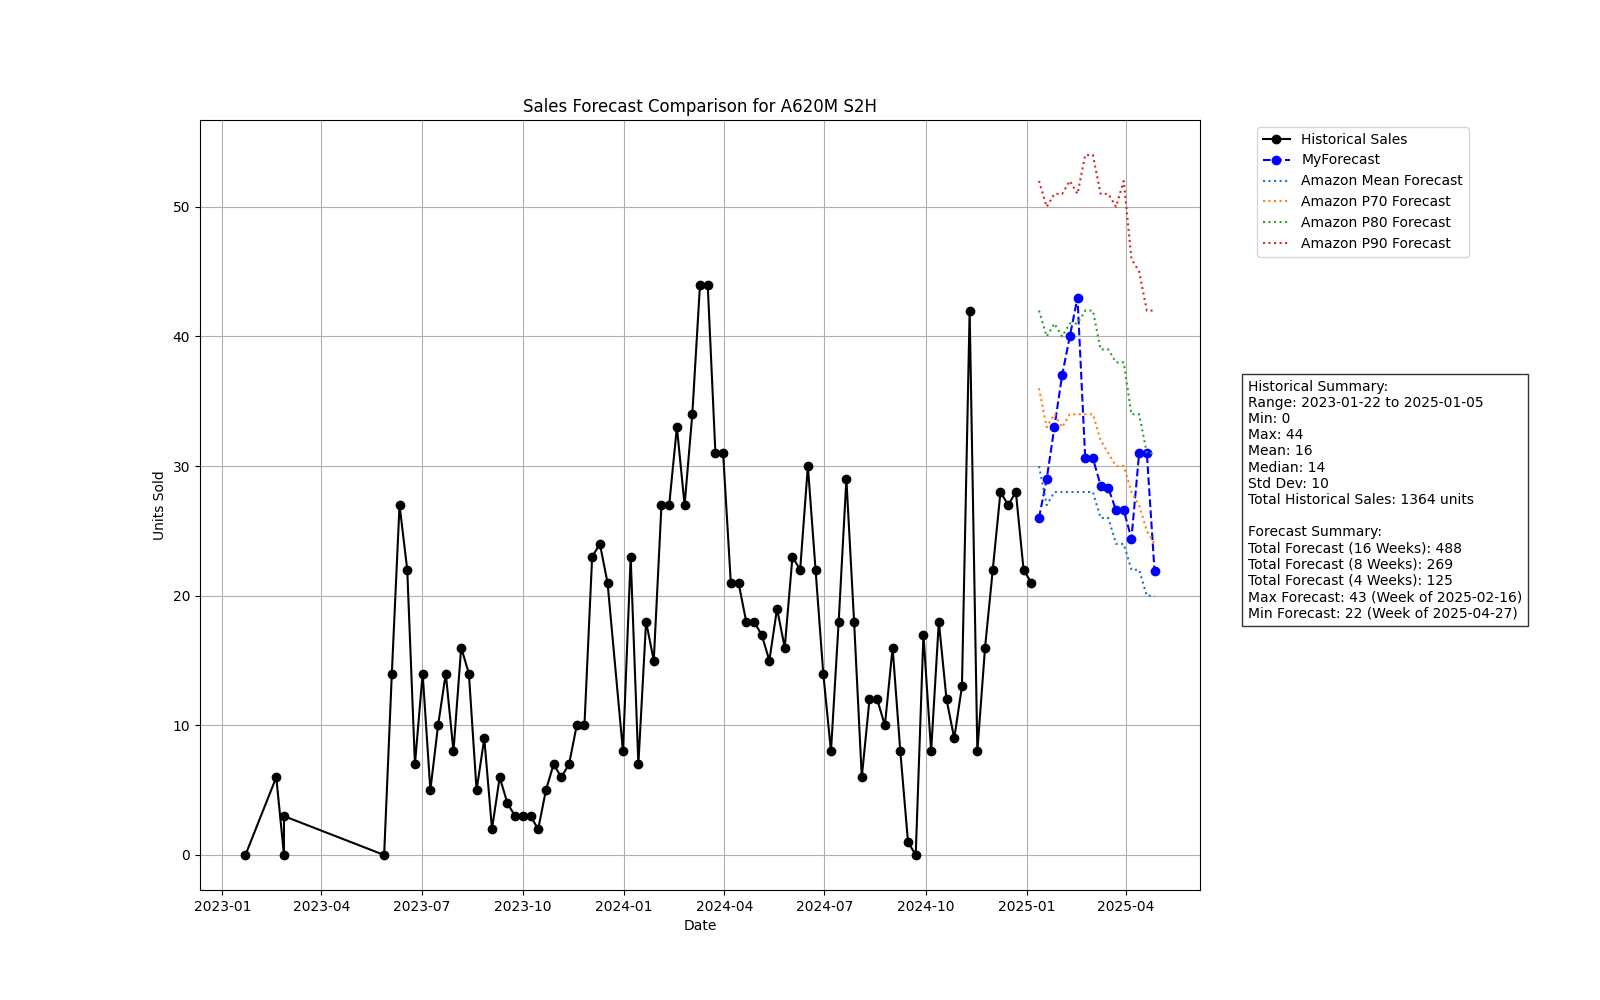 Sales Forecast Comparison for A620M S2H
Historical Sales
MyForecast
Amazon Mean Forecast
Amazon P70 Forecast
Amazon P80 Forecast
Amazon P90 Forecast
50
40
30
20
10
0
Units Sold
2023-01 2023-04 2023-07 2023-10 2024-01 2024-04 2024-07 2024-10 2025-01 2025-04
Date
Historical Summary:
Range: 2023-01-22 to 2025-01-05
Min: 0
Max: 44
Mean: 16
Median: 14
Std Dev: 10
Total Historical Sales: 1364 units
Forecast Summary:
Total Forecast (16 Weeks): 488
Total Forecast (8 Weeks): 269
Total Forecast (4 Weeks): 125
Max Forecast: 43 (Week of 2025-02-16)
Min Forecast: 22 (Week of 2025-04-27)